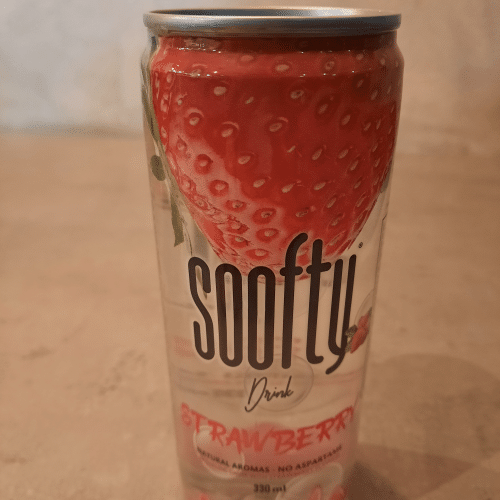 soofty
Drink
STRAWBERRY
NATURAL AROMAS - NO ASPARTAME
330 ml